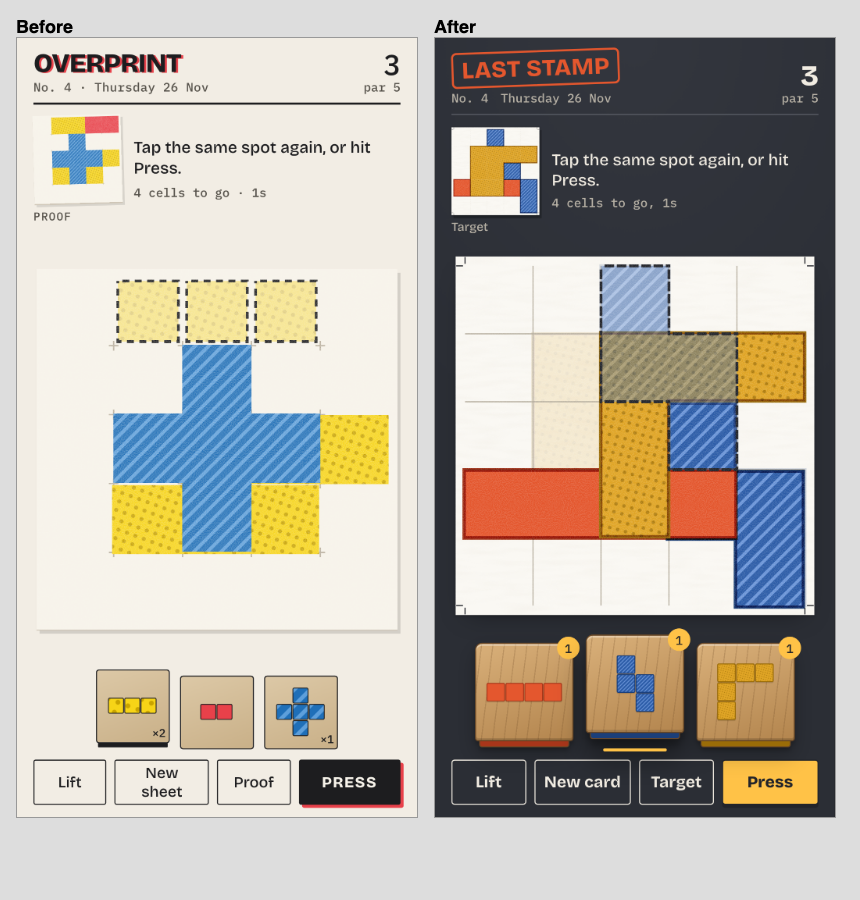 Before
OVERPRINT
3
No. 4 · Thursday 26 Nov
par 5
Tap the same spot again, or hit
Press.
4 cells to go · 1s
PROOF
×2
×1
Lift
New
sheet
Proof
PRESS
After
LAST STAMP
3
No. 4 Thursday 26 Nov
par 5
Tap the same spot again, or hit
Press.
4 cells to go, 1s
Target
1
1
1
Lift
New card
Target
Press